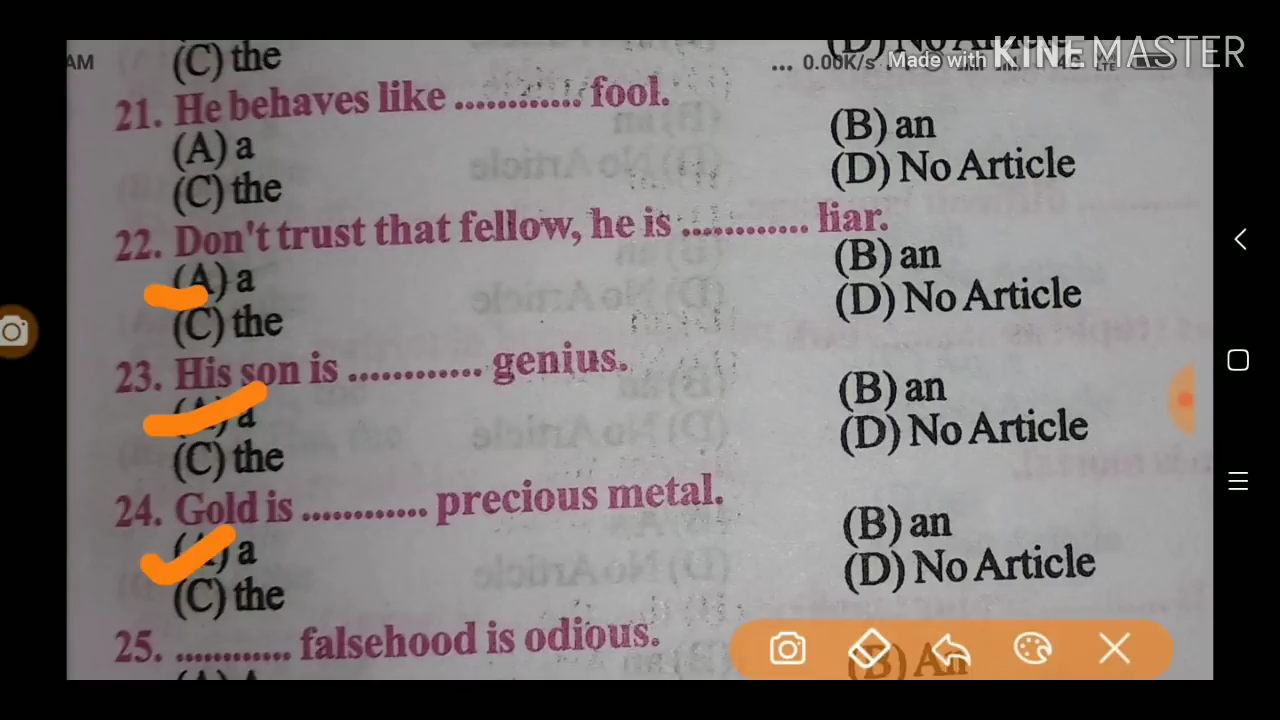 (C) the
Made with KINEMASTER
AM
... 0.00K/s
21. He behaves like ............ fool.
(A) a
(B) an
(C) the
(D) No Article
22. Don't trust that fellow, he is ............ liar.
(A) a
(B) an
(C) the
(D) No Article
23. His son is ............ genius.
(A) a
(B) an
(C) the
(D) No Article
24. Gold is ............ precious metal.
(A) a
(B) an
(C) the
(D) No Article
25. ............ falsehood is odious.
(B) An